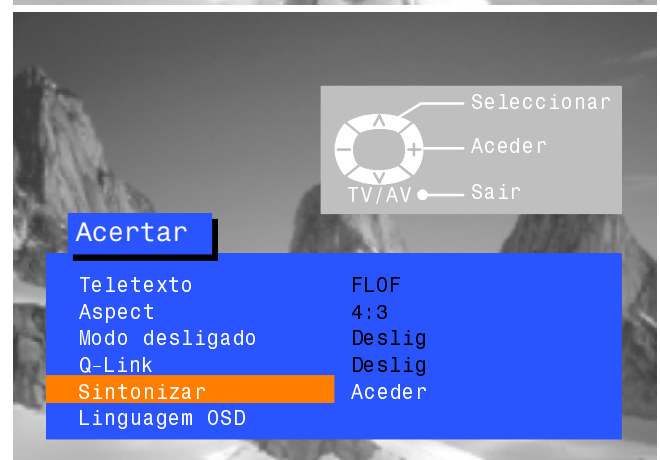 Seleccionar
Aceder
TV/AV Sair
Acertar
Teletexto FLOF
Aspect 4:3
Modo desligado Deslig
Q-Link Deslig
Sintonizar Aceder
Linguagem OSD